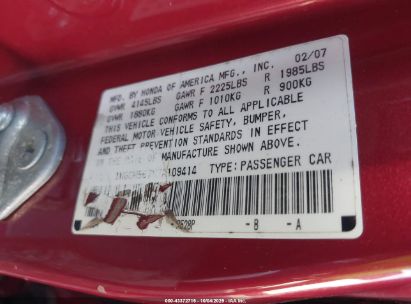 MFD. BY HONDA OF AMERICA MFG., INC. 02/07
GVWR 4145LBS GAWR F 2225LBS R 1985LBS
GVWR 1880KG GAWR F 1010KG R 900KG
THIS VEHICLE CONFORMS TO ALL APPLICABLE
FEDERAL MOTOR VEHICLE SAFETY, BUMPER,
AND THEFT PREVENTION STANDARDS IN EFFECT
MANUFACTURE SHOWN ABOVE.
109414 TYPE: PASSENGER CAR
-B -A